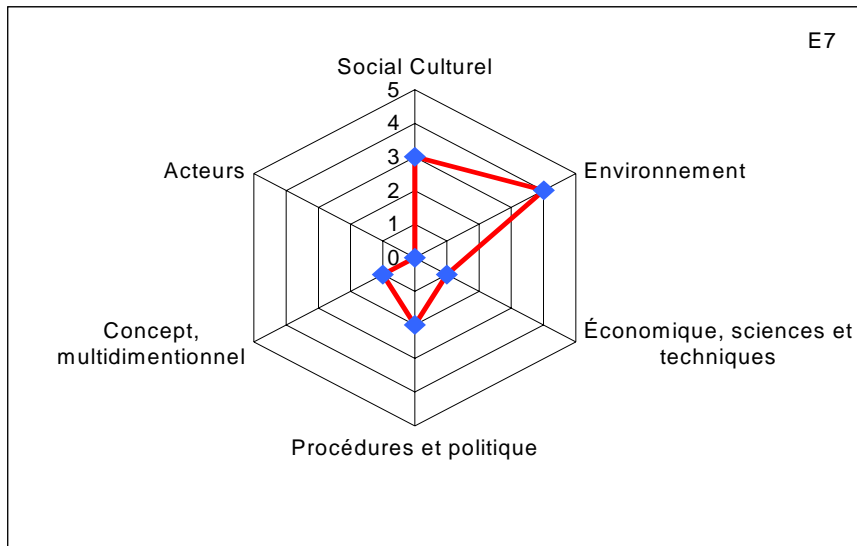 E7
Social Culturel
5
4
3
2
1
0
Acteurs
Environnement
Concept,
multidimentionnel
Économique, sciences et
techniques
Procédures et politique